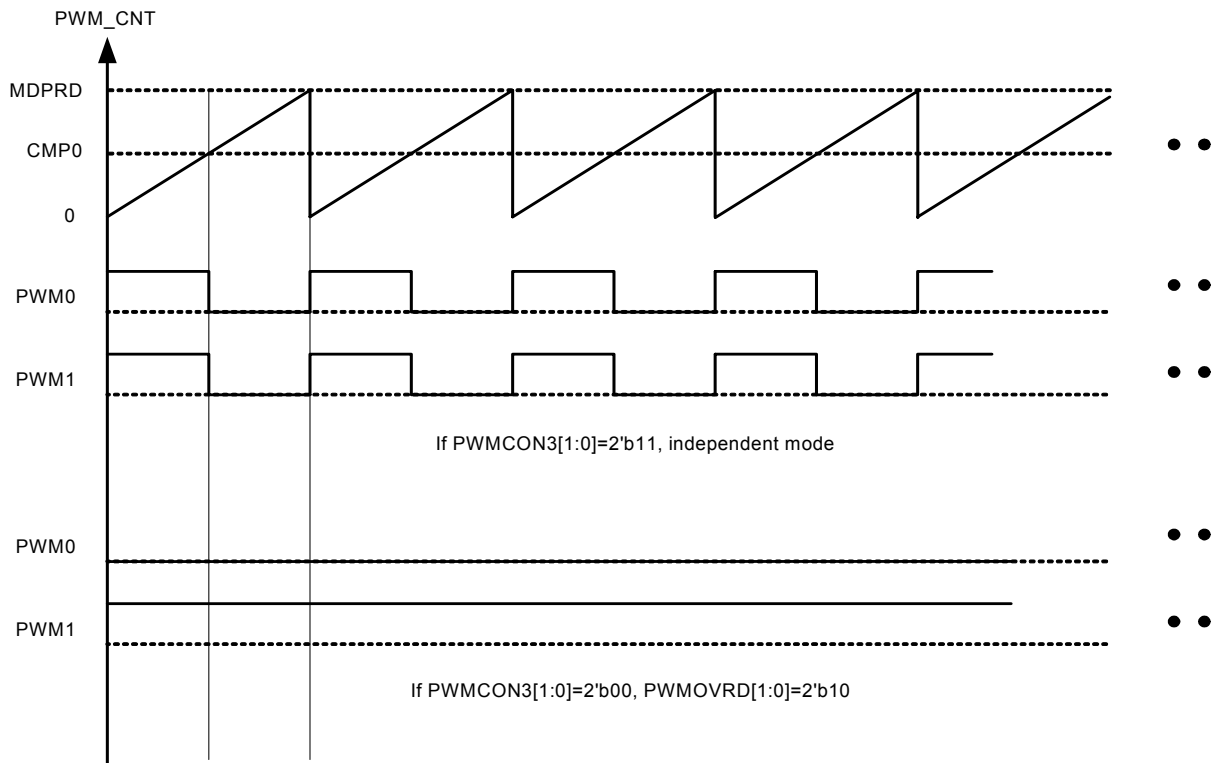 PWM_CNT
MDPRD
CMP0
0
PWM0
PWM1
If PWMCON3[1:0]=2'b11, independent mode
PWM0
PWM1
If PWMCON3[1:0]=2'b00, PWMOVRD[1:0]=2'b10